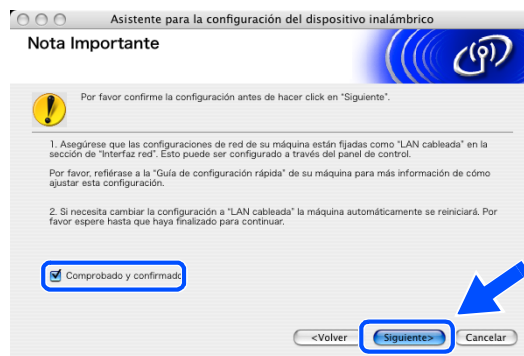 Asistente para la configuración del dispositivo inalámbrico
Nota Importante
Por favor confirme la configuración antes de hacer click en "Siguiente".
1. Asegúrese que las configuraciones de red de su máquina están fijadas como "LAN cableada" en la
sección de "Interfaz red". Esto puede ser configurado a través del panel de control.
Por favor, refiérase a la "Guía de configuración rápida" de su máquina para más información de cómo
ajustar esta configuración.
2. Si necesita cambiar la configuración a "LAN cableada" la máquina automáticamente se reiniciará. Por
favor espere hasta que haya finalizado para continuar.
Comprobado y confirmado
<Volver Siguiente> Cancelar